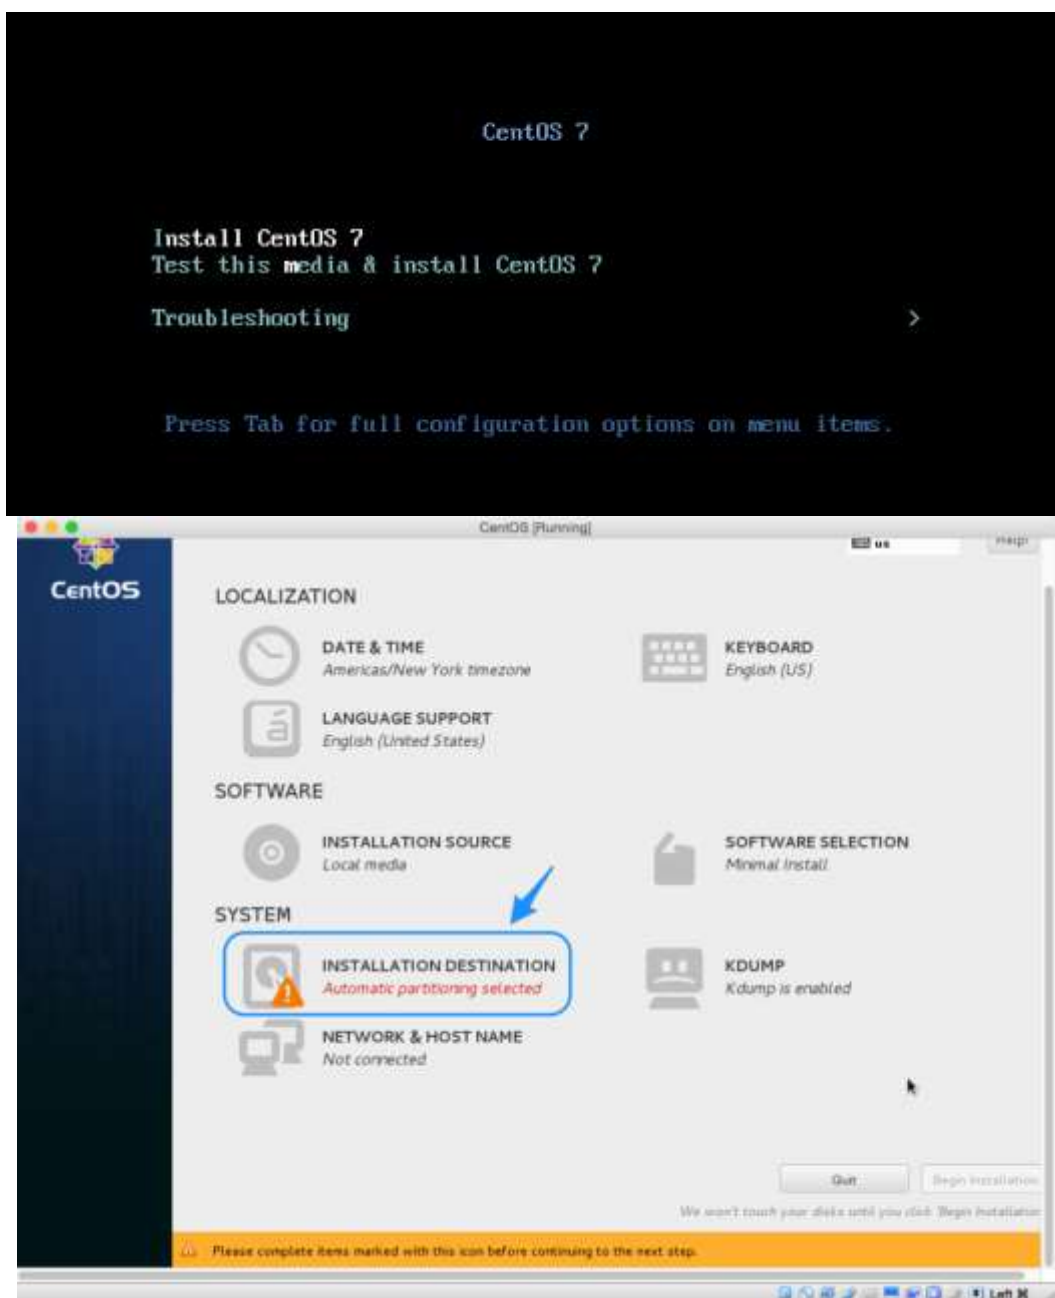 CentOS 7
Install CentOS 7
Test this media & install CentOS 7
Troubleshooting >
Press Tab for full configuration options on menu items.
CentOS [Running]
us Help!
CentOS
LOCALIZATION
DATE & TIME KEYBOARD
Americas/New York timezone English (US)
LANGUAGE SUPPORT
English (United States)
SOFTWARE
INSTALLATION SOURCE SOFTWARE SELECTION
Local media Minimal Install
SYSTEM
INSTALLATION DESTINATION KDUMP
Automatic partitioning selected Kdump is enabled
NETWORK & HOST NAME
Not connected
Quit Begin Installation
We won't touch your disks until you click 'Begin Installation
Please complete items marked with this icon before continuing to the next step.
Left ⌘